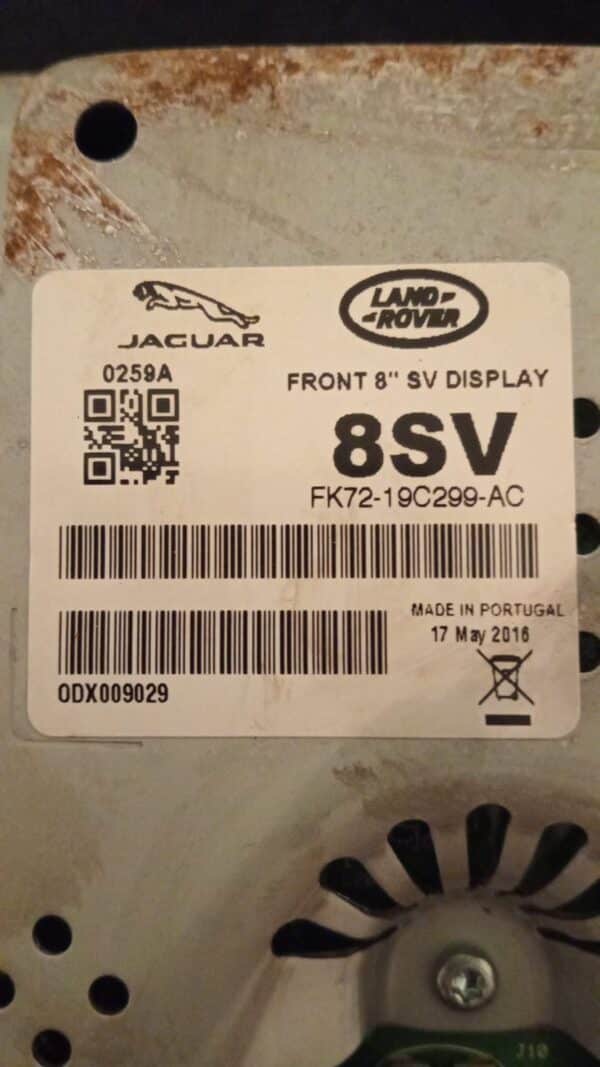 LAND
ROVER
JAGUAR
0259A
FRONT 8" SV DISPLAY
8SV
FK72-19C299-AC
MADE IN PORTUGAL
17 May 2016
ODX009029
J10